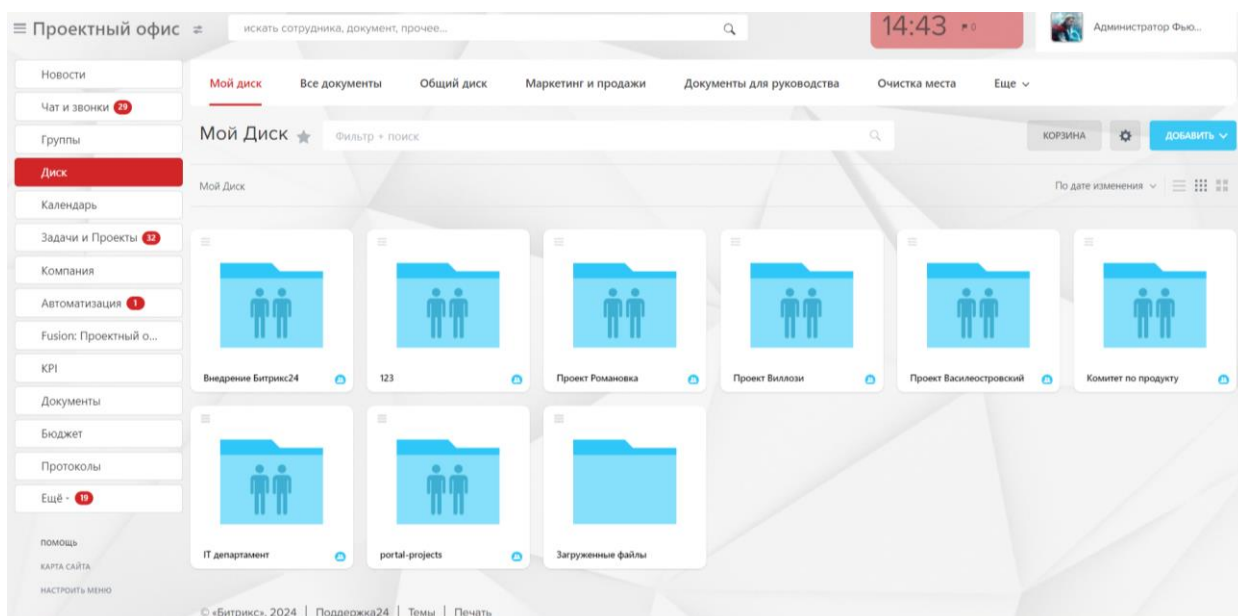 Проектный офис
искать сотрудника, документ, прочее...
14:43 0
Администратор Фью...
Новости
Чат и звонки 29
Группы
Диск
Календарь
Задачи и Проекты 32
Компания
Автоматизация 1
Fusion: Проектный о...
KPI
Документы
Бюджет
Протоколы
Ещё - 19
ПОМОЩЬ
КАРТА САЙТА
НАСТРОИТЬ МЕНЮ
Мой диск Все документы Общий диск Маркетинг и продажи Документы для руководства Очистка места Еще
Мой Диск Фильтр + поиск КОРЗИНА ДОБАВИТЬ
Мой Диск По дате изменения
Внедрение Битрикс24 123 Проект Романовка Проект Виллози Проект Василеостровский Комитет по продукту
IT департамент portal-projects Загруженные файлы
© «Битрикс», 2024 | Поддержка24 | Темы | Печать